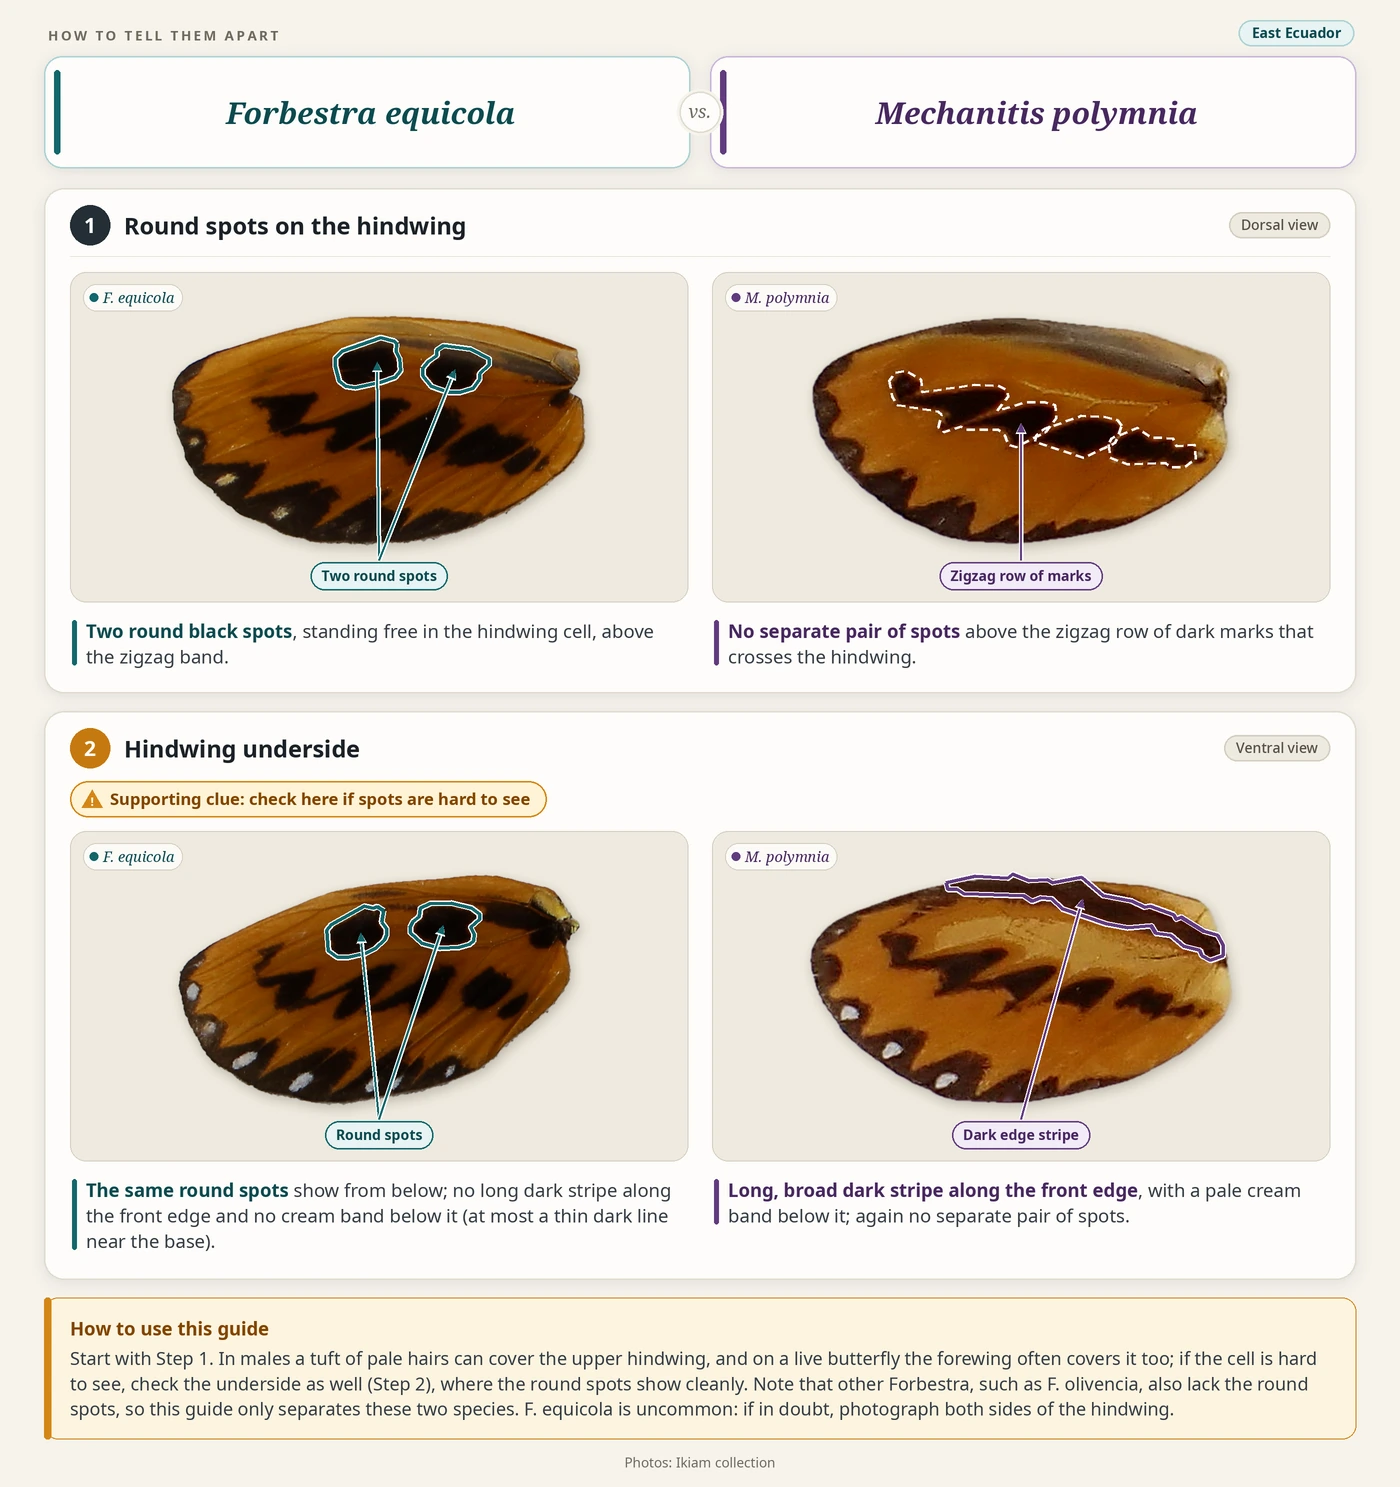 HOW TO TELL THEM APART
East Ecuador
Forbestra equicola
vs.
Mechanitis polymnia
1
Round spots on the hindwing
Dorsal view
F. equicola
M. polymnia
Two round spots
Zigzag row of marks
Two round black spots, standing free in the hindwing cell, above
the zigzag band.
No separate pair of spots above the zigzag row of dark marks that
crosses the hindwing.
2
Hindwing underside
Ventral view
Supporting clue: check here if spots are hard to see
F. equicola
M. polymnia
Round spots
Dark edge stripe
The same round spots show from below; no long dark stripe along
the front edge and no cream band below it (at most a thin dark line
near the base).
Long, broad dark stripe along the front edge, with a pale cream
band below it; again no separate pair of spots.
How to use this guide
Start with Step 1. In males a tuft of pale hairs can cover the upper hindwing, and on a live butterfly the forewing often covers it too; if the cell is hard
to see, check the underside as well (Step 2), where the round spots show cleanly. Note that other Forbestra, such as F. olivencia, also lack the round
spots, so this guide only separates these two species. F. equicola is uncommon: if in doubt, photograph both sides of the hindwing.
Photos: Ikiam collection